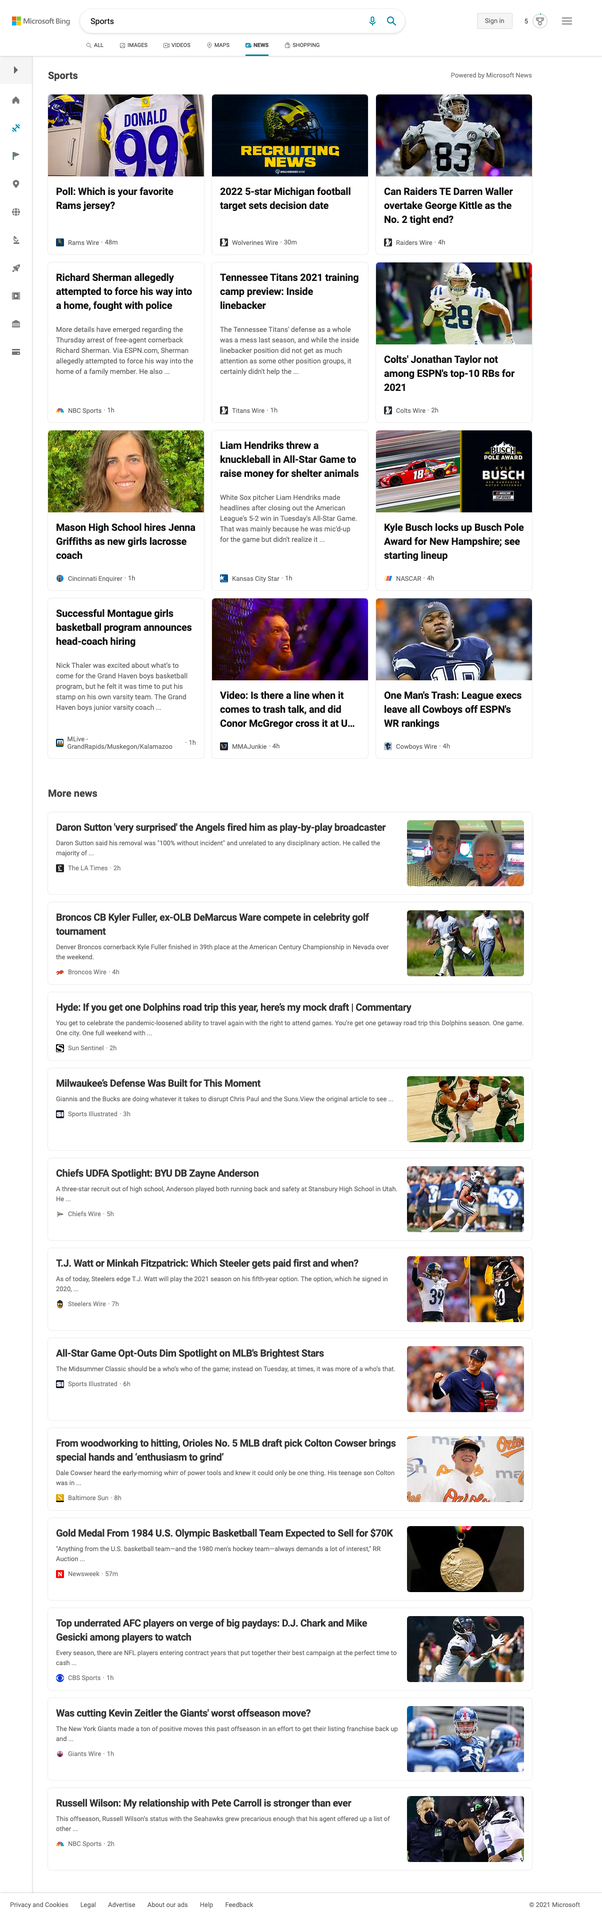 Microsoft Bing
Sports
Sign in
5
ALL
IMAGES
VIDEOS
MAPS
NEWS
SHOPPING
Sports
Powered by Microsoft News
DONALD
99
RECRUITING
NEWS
83
Poll: Which is your favorite
Rams jersey?
Rams Wire · 48m
2022 5-star Michigan football
target sets decision date
Wolverines Wire · 30m
Can Raiders TE Darren Waller
overtake George Kittle as the
No. 2 tight end?
Raiders Wire · 4h
Richard Sherman allegedly
attempted to force his way into
a home, fought with police
More details have emerged regarding the
Thursday arrest of free-agent cornerback
Richard Sherman. Via ESPN.com, Sherman
allegedly attempted to force his way into the
home of a family member. He also ...
NBC Sports · 1h
Tennessee Titans 2021 training
camp preview: Inside
linebacker
The Tennessee Titans' defense as a whole
was a mess last season, and while the inside
linebacker position did not get as much
attention as some other position groups, it
certainly didn't help the ...
Titans Wire · 1h
28
Colts' Jonathan Taylor not
among ESPN's top-10 RBs for
2021
Colts Wire · 2h
Mason High School hires Jenna
Griffiths as new girls lacrosse
coach
Cincinnati Enquirer · 1h
Liam Hendriks threw a
knuckleball in All-Star Game to
raise money for shelter animals
White Sox pitcher Liam Hendriks made
headlines after closing out the American
League's 5-2 win in Tuesday's All-Star Game.
That was mainly because he was mic'd-up
for the game but didn't realize it ...
Kansas City Star · 1h
18
BUSCH
POLE AWARD
KYLE
BUSCH
Kyle Busch locks up Busch Pole
Award for New Hampshire; see
starting lineup
NASCAR · 4h
Successful Montague girls
basketball program announces
head-coach hiring
Nick Thaler was excited about what's to
come for the Grand Haven boys basketball
program, but he felt it was time to put his
stamp on his own varsity team. The Grand
Haven boys junior varsity coach ...
MLive -
GrandRapids/Muskegon/Kalamazoo · 1h
Video: Is there a line when it
comes to trash talk, and did
Conor McGregor cross it at U...
MMAJunkie · 4h
One Man's Trash: League execs
leave all Cowboys off ESPN's
WR rankings
Cowboys Wire · 4h
More news
Daron Sutton 'very surprised' the Angels fired him as play-by-play broadcaster
Daron Sutton said his removal was "100% without incident" and unrelated to any disciplinary action. He called the
majority of ...
The LA Times · 2h
Broncos CB Kyler Fuller, ex-OLB DeMarcus Ware compete in celebrity golf
tournament
Denver Broncos cornerback Kyle Fuller finished in 39th place at the American Century Championship in Nevada over
the weekend.
Broncos Wire · 4h
Hyde: If you get one Dolphins road trip this year, here's my mock draft | Commentary
You get to celebrate the pandemic-loosened ability to travel again with the right to attend games. You're get one getaway road trip this Dolphins season. One game.
One city. One full weekend with ...
Sun Sentinel · 2h
Milwaukee's Defense Was Built for This Moment
Giannis and the Bucks are doing whatever it takes to disrupt Chris Paul and the Suns.View the original article to see ...
Sports Illustrated · 3h
Chiefs UDFA Spotlight: BYU DB Zayne Anderson
A three-star recruit out of high school, Anderson played both running back and safety at Stansbury High School in Utah.
He ...
Chiefs Wire · 5h
T.J. Watt or Minkah Fitzpatrick: Which Steeler gets paid first and when?
As of today, Steelers edge T.J. Watt will play the 2021 season on his fifth-year option. The option, which he signed in
2020, ...
Steelers Wire · 7h
39
90
All-Star Game Opt-Outs Dim Spotlight on MLB's Brightest Stars
The Midsummer Classic should be a who's who of the game; instead on Tuesday, at times, it was more of a who's that.
Sports Illustrated · 6h
From woodworking to hitting, Orioles No. 5 MLB draft pick Colton Cowser brings
special hands and 'enthusiasm to grind'
Dale Cowser heard the early-morning whirr of power tools and knew it could only be one thing. His teenage son Colton
was in ...
Baltimore Sun · 8h
Gold Medal From 1984 U.S. Olympic Basketball Team Expected to Sell for $70K
"Anything from the U.S. basketball team—and the 1980 men's hockey team—always demands a lot of interest," RR
Auction ...
Newsweek · 57m
Top underrated AFC players on verge of big paydays: D.J. Chark and Mike
Gesicki among players to watch
Every season, there are NFL players entering contract years that put together their best campaign at the perfect time to
cash ...
CBS Sports · 1h
Was cutting Kevin Zeitler the Giants' worst offseason move?
The New York Giants made a ton of positive moves this past offseason in an effort to get their listing franchise back up
and ...
Giants Wire · 1h
Russell Wilson: My relationship with Pete Carroll is stronger than ever
This offseason, Russell Wilson's status with the Seahawks grew precarious enough that his agent offered up a list of
other ...
NBC Sports · 2h
Privacy and Cookies
Legal
Advertise
About our ads
Help
Feedback
© 2021 Microsoft